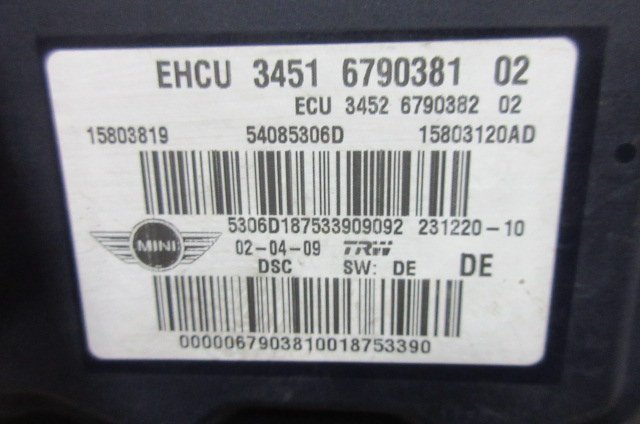 EHCU 3451 6790381 02
ECU 3452 6790382 02
15803819 54085306D 15803120AD
5306D187533909092 231220-10
MINI 02-04-09 TRW
DSC SW: DE DE
0000067903810018753390